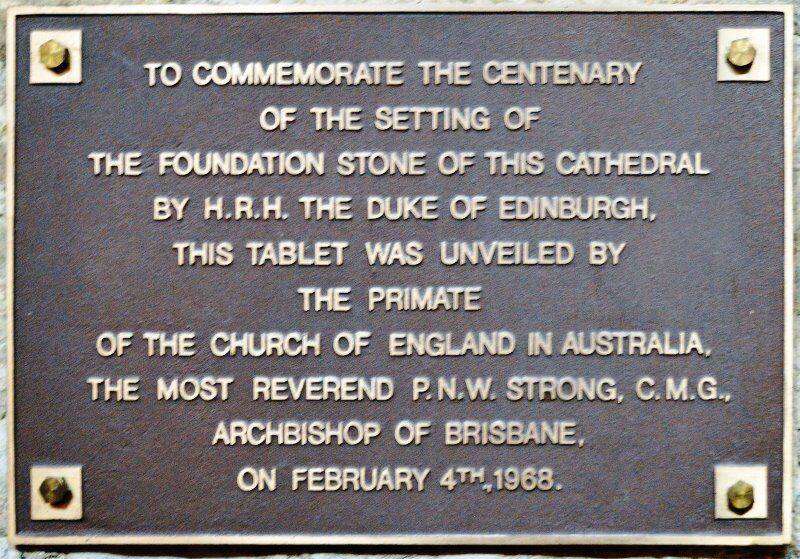 TO COMMEMORATE THE CENTENARY
OF THE SETTING OF
THE FOUNDATION STONE OF THIS CATHEDRAL
BY H.R.H. THE DUKE OF EDINBURGH,
THIS TABLET WAS UNVEILED BY
THE PRIMATE
OF THE CHURCH OF ENGLAND IN AUSTRALIA,
THE MOST REVEREND P.N.W. STRONG, C.M.G.,
ARCHBISHOP OF BRISBANE,
ON FEBRUARY 4TH.,1968.